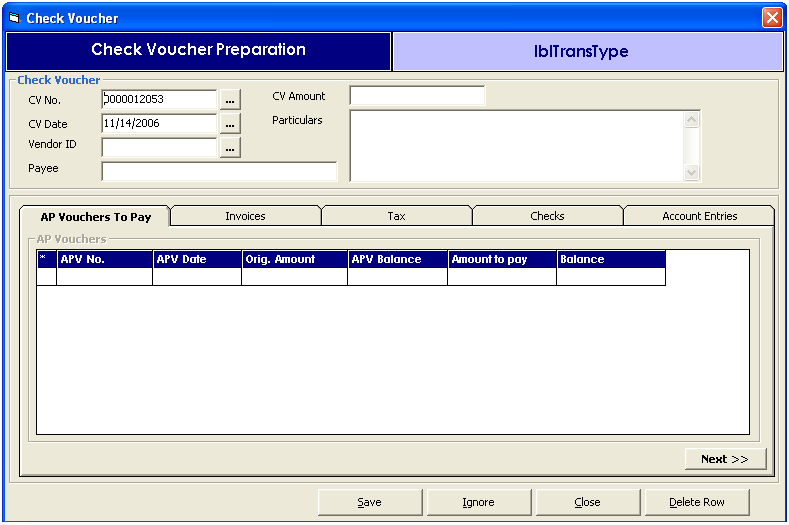 Check Voucher
Check Voucher Preparation
lblTransType
Check Voucher
CV No.
0000012053
...
CV Amount
CV Date
11/14/2006
...
Particulars
Vendor ID
...
Payee
AP Vouchers To Pay
Invoices
Tax
Checks
Account Entries
AP Vouchers
* APV No. APV Date Orig. Amount APV Balance Amount to pay Balance
Next >>
Save
Ignore
Close
Delete Row